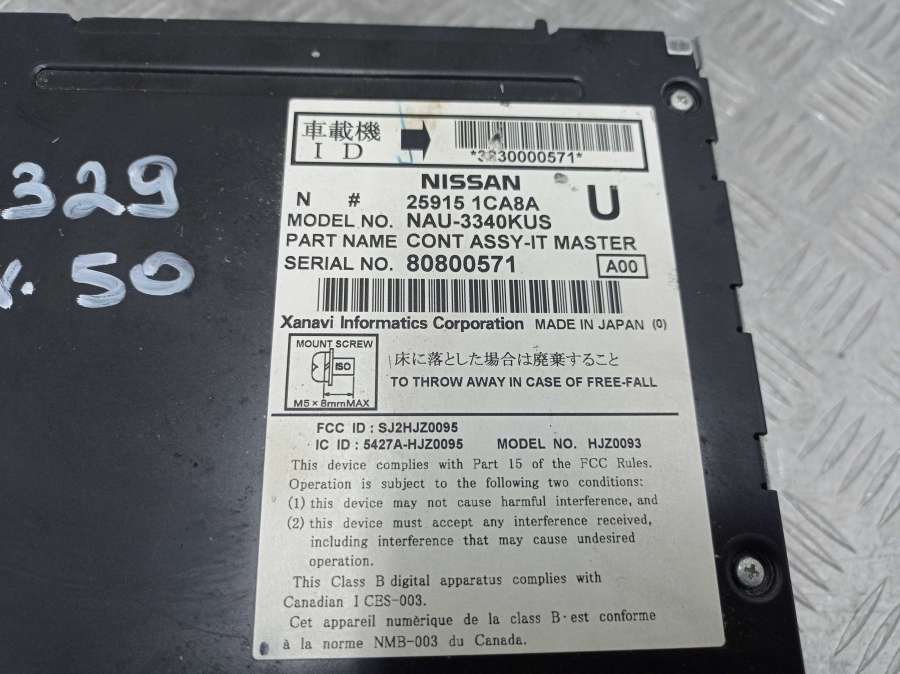 329
50
車載機
I D
*3230000571*
NISSAN
U
N # 25915 1CA8A
MODEL NO. NAU-3340KUS
PART NAME CONT ASSY-IT MASTER
SERIAL NO. 80800571
A00
Xanavi Informatics Corporation MADE IN JAPAN (0)
MOUNT SCREW
ISO
M5×8mmMAX
床に落とした場合は廃棄すること
TO THROW AWAY IN CASE OF FREE-FALL
FCC ID : SJ2HJZ0095
IC ID : 5427A-HJZ0095 MODEL NO. HJZ0093
This device complies with Part 15 of the FCC Rules.
Operation is subject to the following two conditions:
(1) this device may not cause harmful interference, and
(2) this device must accept any interference received,
including interference that may cause undesired
operation.
This Class B digital apparatus complies with
Canadian I CES-003.
Cet appareil numèrique de la class B·est conforme
à la norme NMB-003 du Canada.